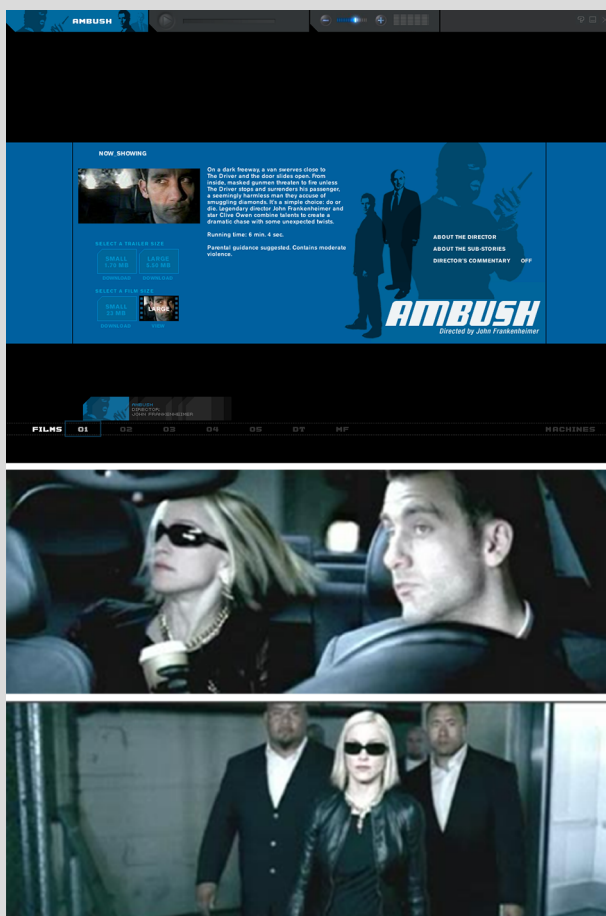 AMBUSH
NOW_SHOWING
On a dark freeway, a van swerves close to
The Driver and the door slides open. From
inside, masked gunmen threaten to fire unless
The Driver stops and surrenders his passenger,
a seemingly harmless man they accuse of
smuggling diamonds. It's a simple choice: do or
die. Legendary director John Frankenheimer and
star Clive Owen combine talents to create a
dramatic chase with some unexpected twists.
Running time: 6 min. 4 sec.
Parental guidance suggested. Contains moderate
violence.
SELECT A TRAILER SIZE
SMALL
LARGE
DOWNLOAD
DOWNLOAD
SELECT A FILM SIZE
SMALL
LARGE
DOWNLOAD
VIEW
ABOUT THE DIRECTOR
ABOUT THE SUB-STORIES
DIRECTOR'S COMMENTARY OFF
AMBUSH
Directed by John Frankenheimer
AMBUSH
DIRECTOR:
JOHN FRANKENHEIMER
FILMS 01 02 03 04 05 DT MF MACHINES